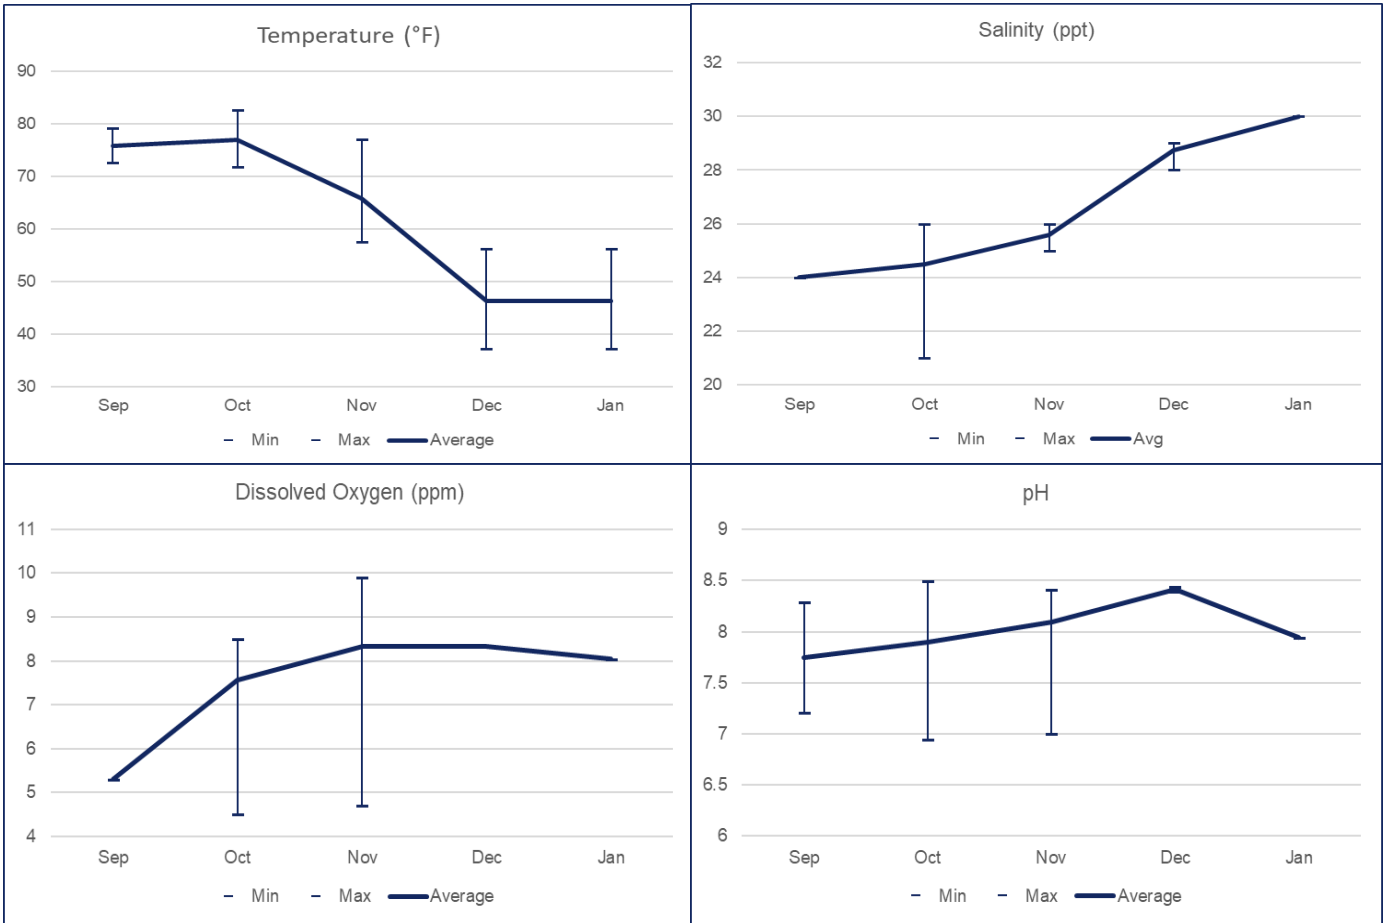 Temperature (°F)
90
80
70
60
50
40
30
Sep Oct Nov Dec Jan
Min Max Average
Salinity (ppt)
32
30
28
26
24
22
20
Sep Oct Nov Dec Jan
Min Max Avg
Dissolved Oxygen (ppm)
11
10
9
8
7
6
5
4
Sep Oct Nov Dec Jan
Min Max Average
pH
9
8.5
8
7.5
7
6.5
6
Sep Oct Nov Dec Jan
Min Max Average